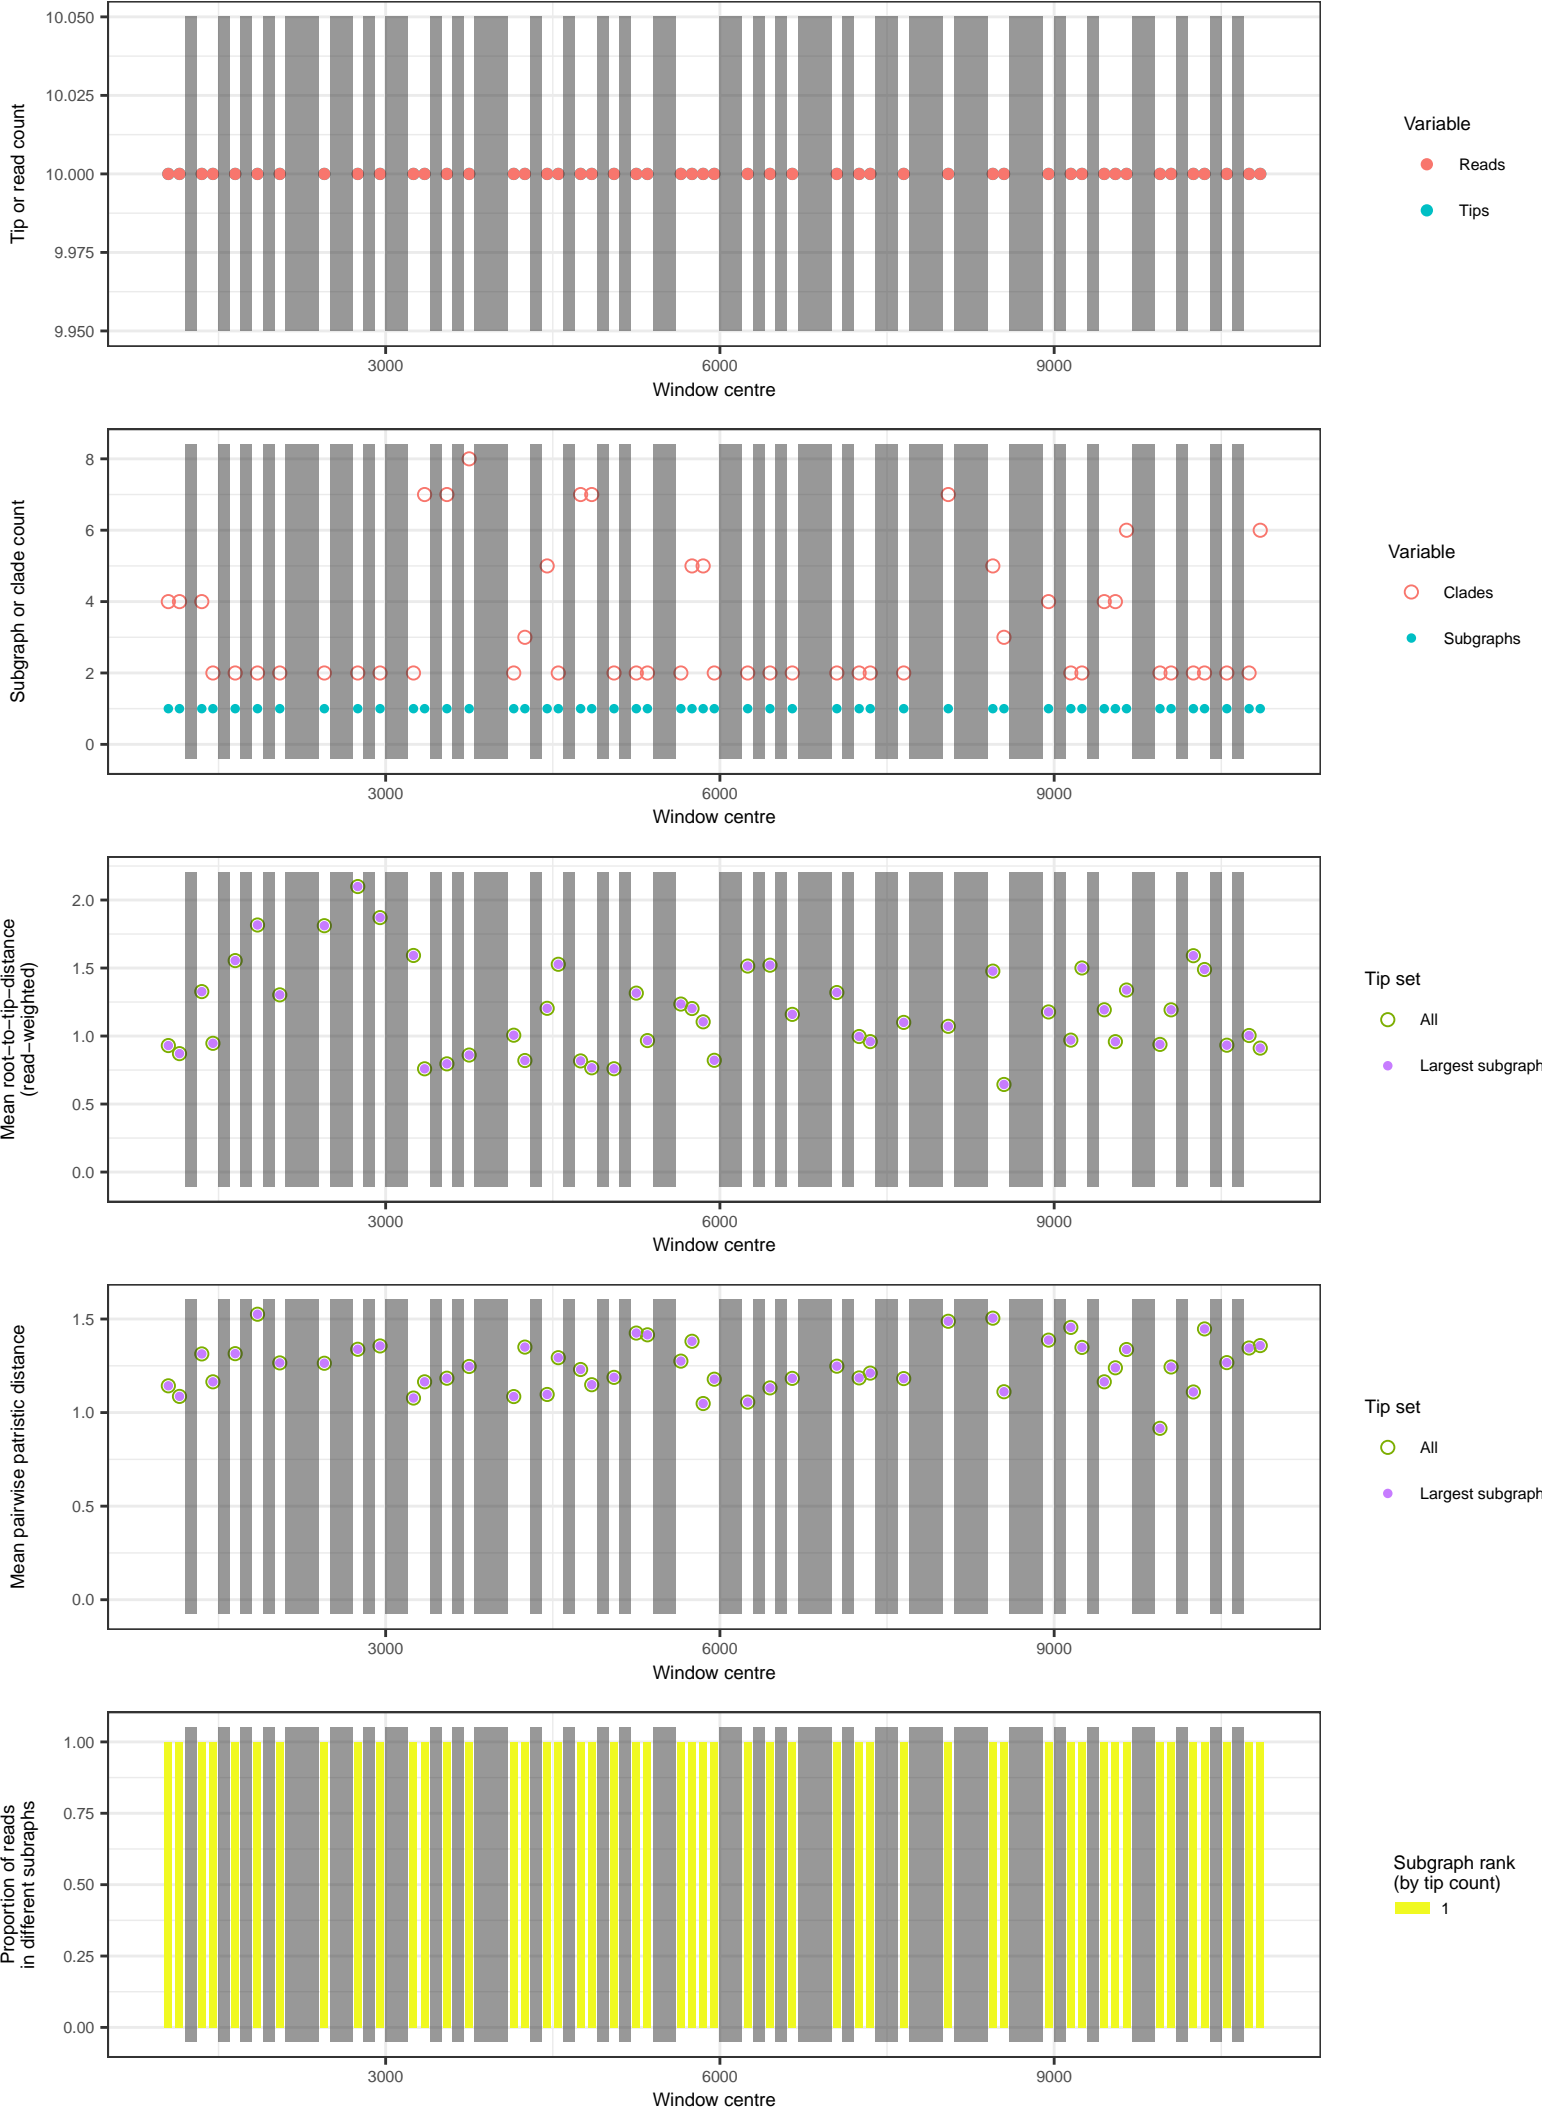 10.050
10.025
10.000
9.975
9.950
Tip or read count
3000
6000
9000
Window centre
Variable
Reads
Tips
8
6
4
2
0
Subgraph or clade count
3000
6000
9000
Window centre
Variable
Clades
Subgraphs
2.0
1.5
1.0
0.5
0.0
Mean root−to−tip−distance
(read−weighted)
3000
6000
9000
Window centre
Tip set
All
Largest subgraph
1.5
1.0
0.5
0.0
Mean pairwise patristic distance
3000
6000
9000
Window centre
Tip set
All
Largest subgraph
1.00
0.75
0.50
0.25
0.00
Proportion of reads
in different subraphs
3000
6000
9000
Window centre
Subgraph rank
(by tip count)
1